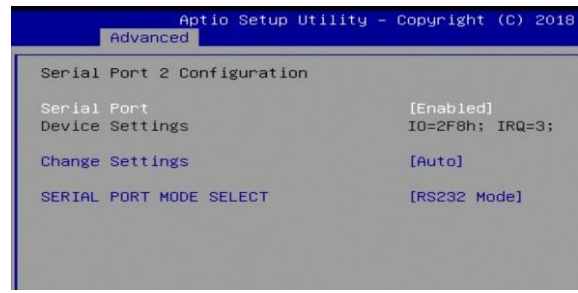 Aptio Setup Utility – Copyright (C) 2018
Advanced
Serial Port 2 Configuration
Serial Port [Enabled]
Device Settings IO=2F8h; IRQ=3;
Change Settings [Auto]
SERIAL PORT MODE SELECT [RS232 Mode]